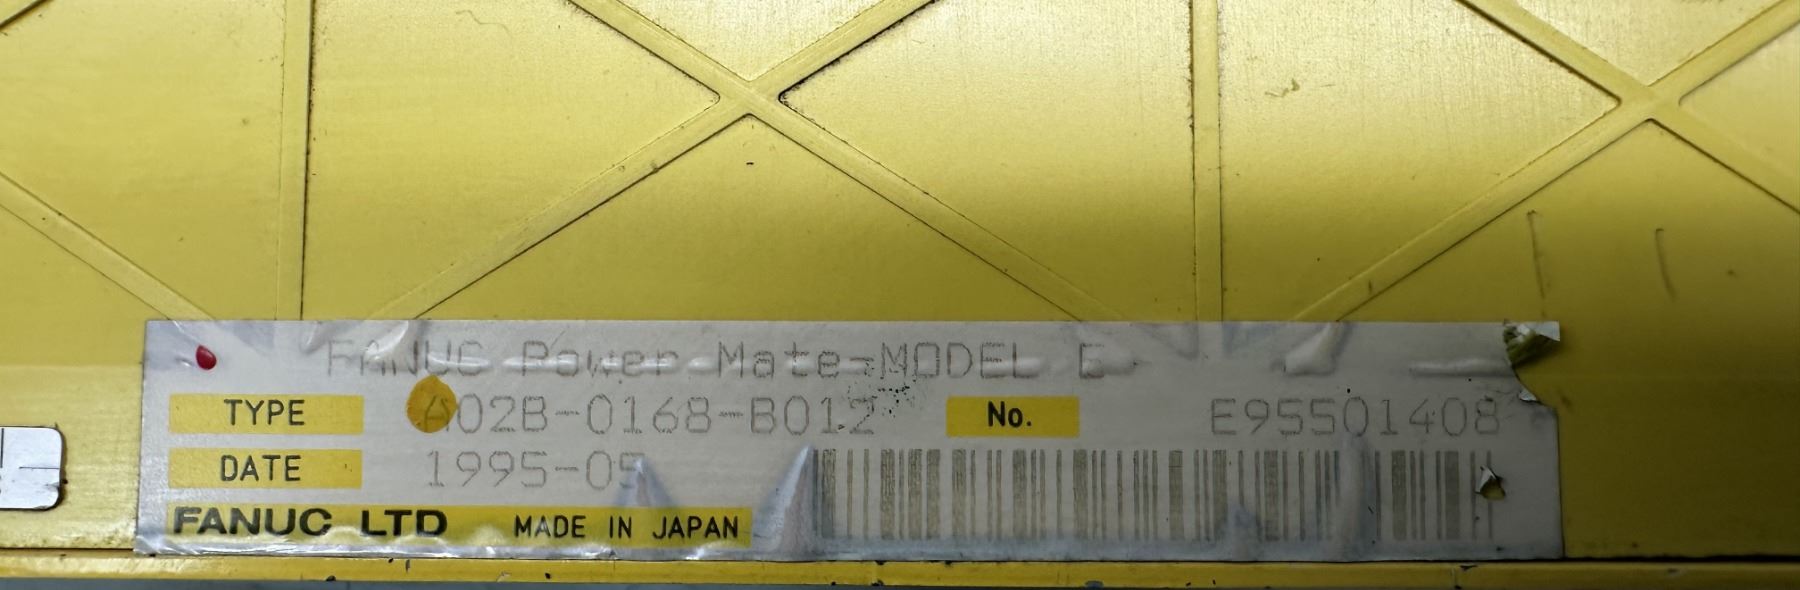 FANUC Power Mate-MODEL E
TYPE A02B-0168-B012 No. E95501408
DATE 1995-05
FANUC LTD MADE IN JAPAN